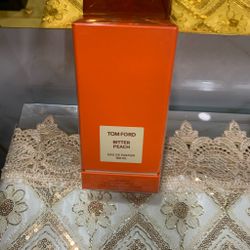 TOM FORD
BITTER
PEACH
EAU DE PARFUM